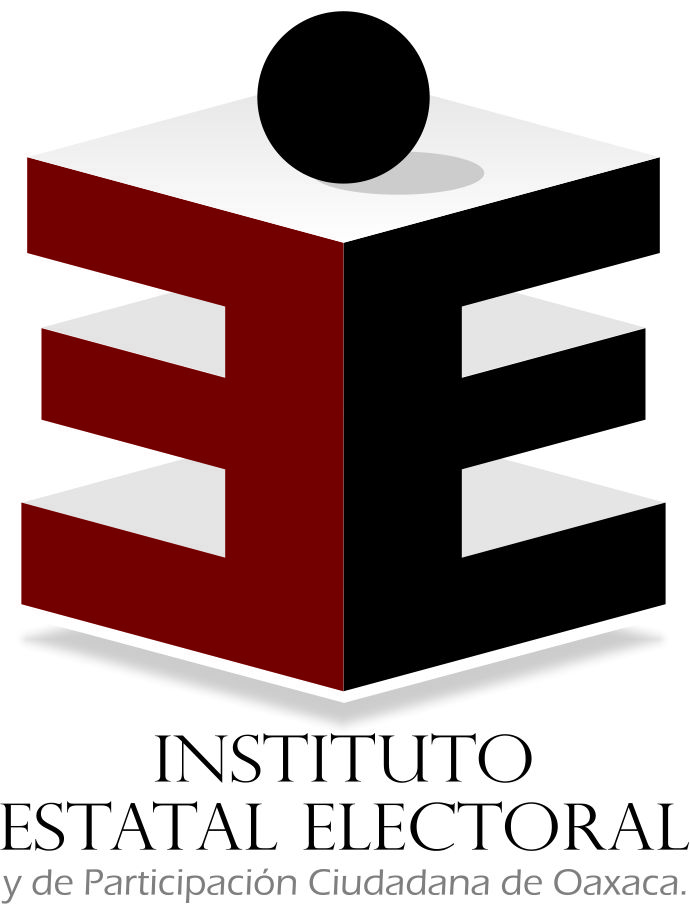 INSTITUTO
ESTATAL ELECTORAL
y de Participación Ciudadana de Oaxaca.